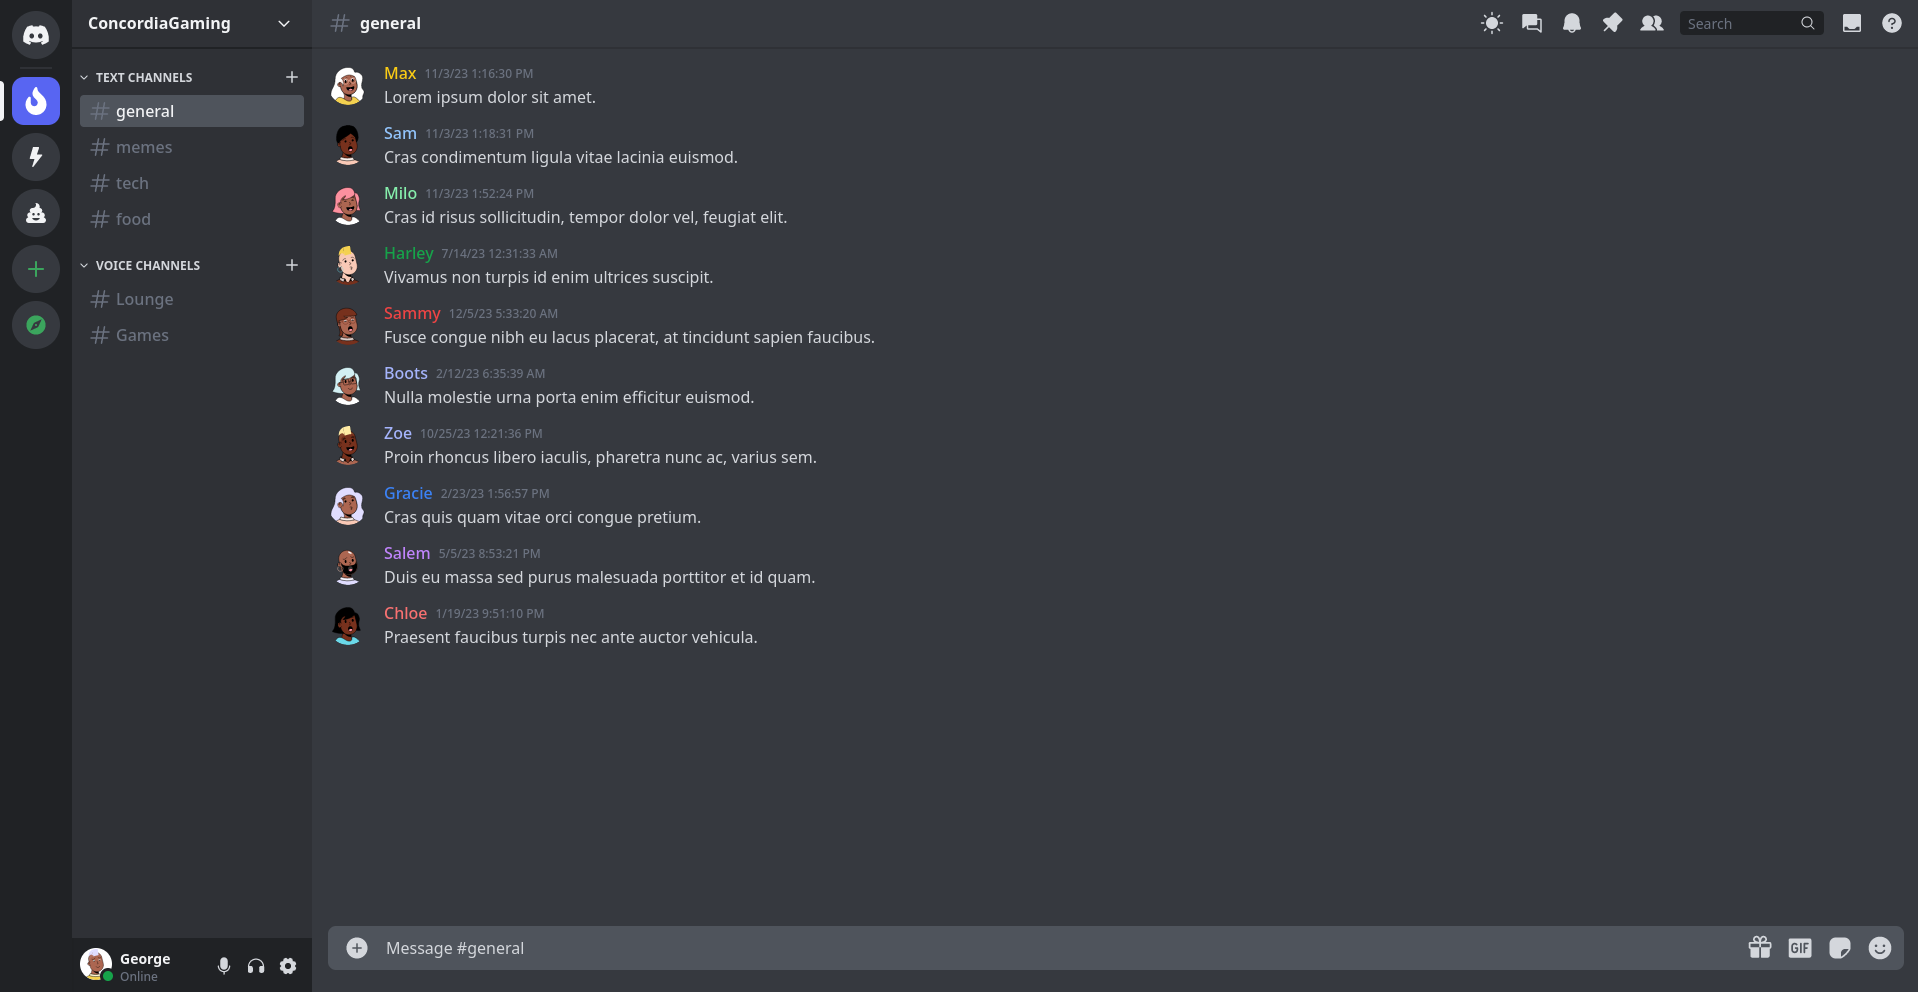 ConcordiaGaming
TEXT CHANNELS
general
memes
tech
food
VOICE CHANNELS
Lounge
Games
George
Online
general
Search
Max 11/3/23 1:16:30 PM
Lorem ipsum dolor sit amet.
Sam 11/3/23 1:18:31 PM
Cras condimentum ligula vitae lacinia euismod.
Milo 11/3/23 1:52:24 PM
Cras id risus sollicitudin, tempor dolor vel, feugiat elit.
Harley 7/14/23 12:31:33 AM
Vivamus non turpis id enim ultrices suscipit.
Sammy 12/5/23 5:33:20 AM
Fusce congue nibh eu lacus placerat, at tincidunt sapien faucibus.
Boots 2/12/23 6:35:39 AM
Nulla molestie urna porta enim efficitur euismod.
Zoe 10/25/23 12:21:36 PM
Proin rhoncus libero iaculis, pharetra nunc ac, varius sem.
Gracie 2/23/23 1:56:57 PM
Cras quis quam vitae orci congue pretium.
Salem 5/5/23 8:53:21 PM
Duis eu massa sed purus malesuada porttitor et id quam.
Chloe 1/19/23 9:51:10 PM
Praesent faucibus turpis nec ante auctor vehicula.
Message #general
GIF